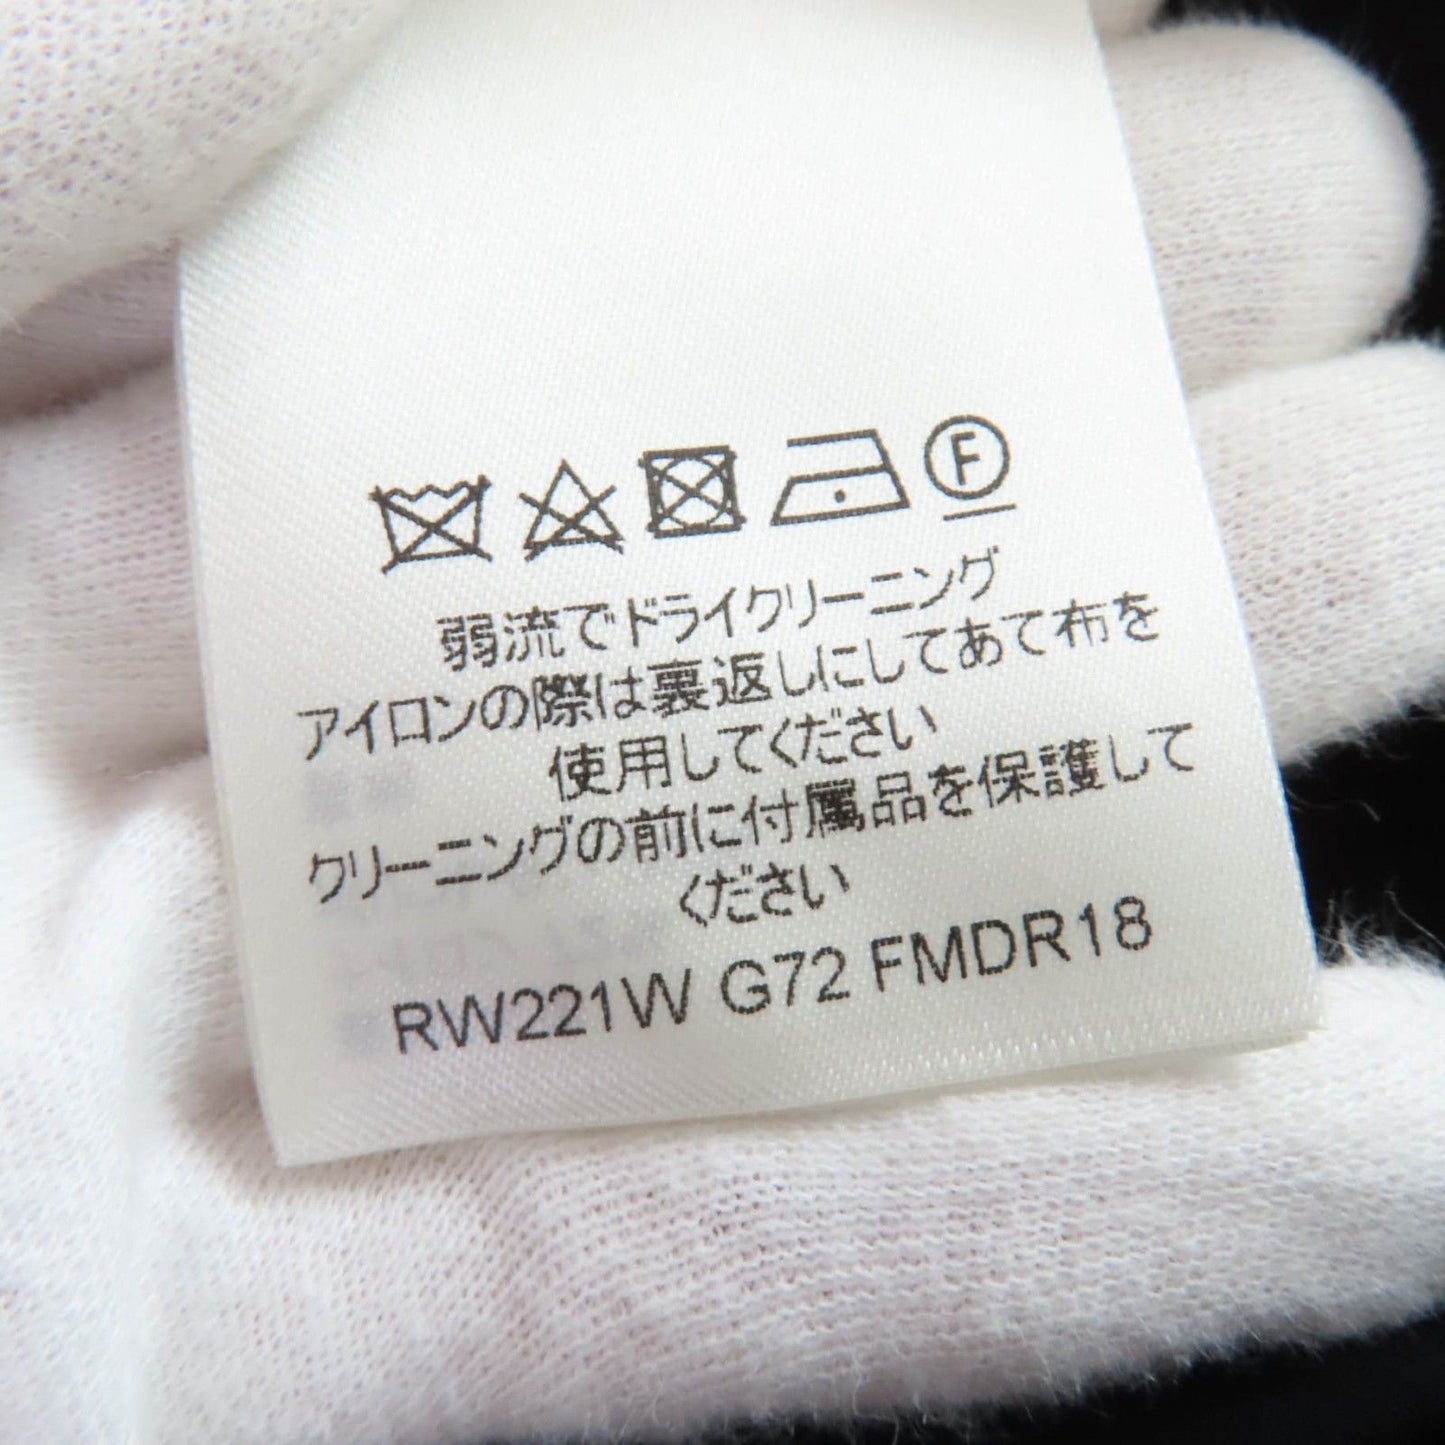 F
弱流でドライクリーニング
アイロンの際は裏返しにしてあて布を
使用してください
クリーニングの前に付属品を保護して
ください
RW221W G72 FMDR18